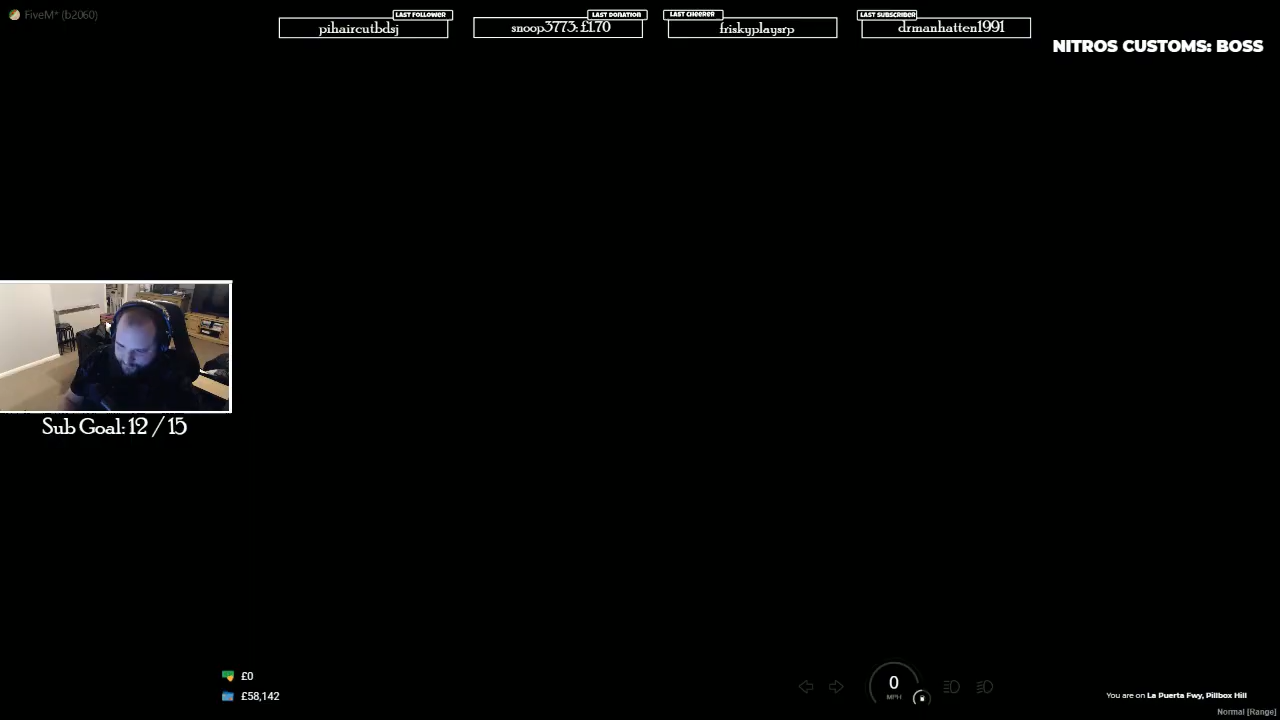 FiveM* (b2060)
LAST FOLLOWER
pihaircutbdsj
LAST DONATION
snoop3773: £1.70
LAST CHEERER
friskyplaysrp
LAST SUBSCRIBER
drmanhatten1991
NITROS CUSTOMS: BOSS
Sub Goal: 12 / 15
£0
£58,142
0
MPH
You are on La Puerta Fwy, Pillbox Hill
Normal [Range]